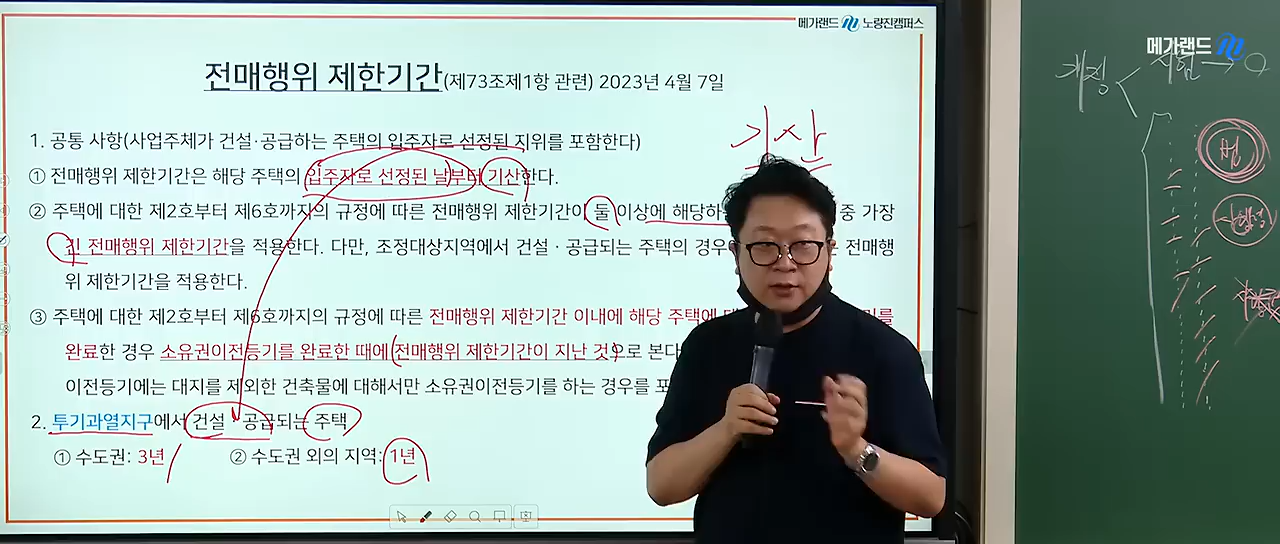 메가랜드 노량진캠퍼스
메가랜드
전매행위 제한기간(제73조제1항 관련) 2023년 4월 7일
기산
1. 공통 사항(사업주체가 건설·공급하는 주택의 입주자로 선정된 지위를 포함한다)
① 전매행위 제한기간은 해당 주택의 입주자로 선정된 날부터 기산한다.
② 주택에 대한 제2호부터 제6호까지의 규정에 따른 전매행위 제한기간이 둘 이상에 해당하는 중 가장
긴 전매행위 제한기간을 적용한다. 다만, 조정대상지역에서 건설·공급되는 주택의 경우 는 전매행
위 제한기간을 적용한다.
③ 주택에 대한 제2호부터 제6호까지의 규정에 따른 전매행위 제한기간 이내에 해당 주택에 를
완료한 경우 소유권이전등기를 완료한 때에 전매행위 제한기간이 지난 것으로 본다
이전등기에는 대지를 제외한 건축물에 대해서만 소유권이전등기를 하는 경우를 포
2. 투기과열지구에서 건설·공급되는 주택
① 수도권: 3년 ② 수도권 외의 지역: 1년
개정
시험
법